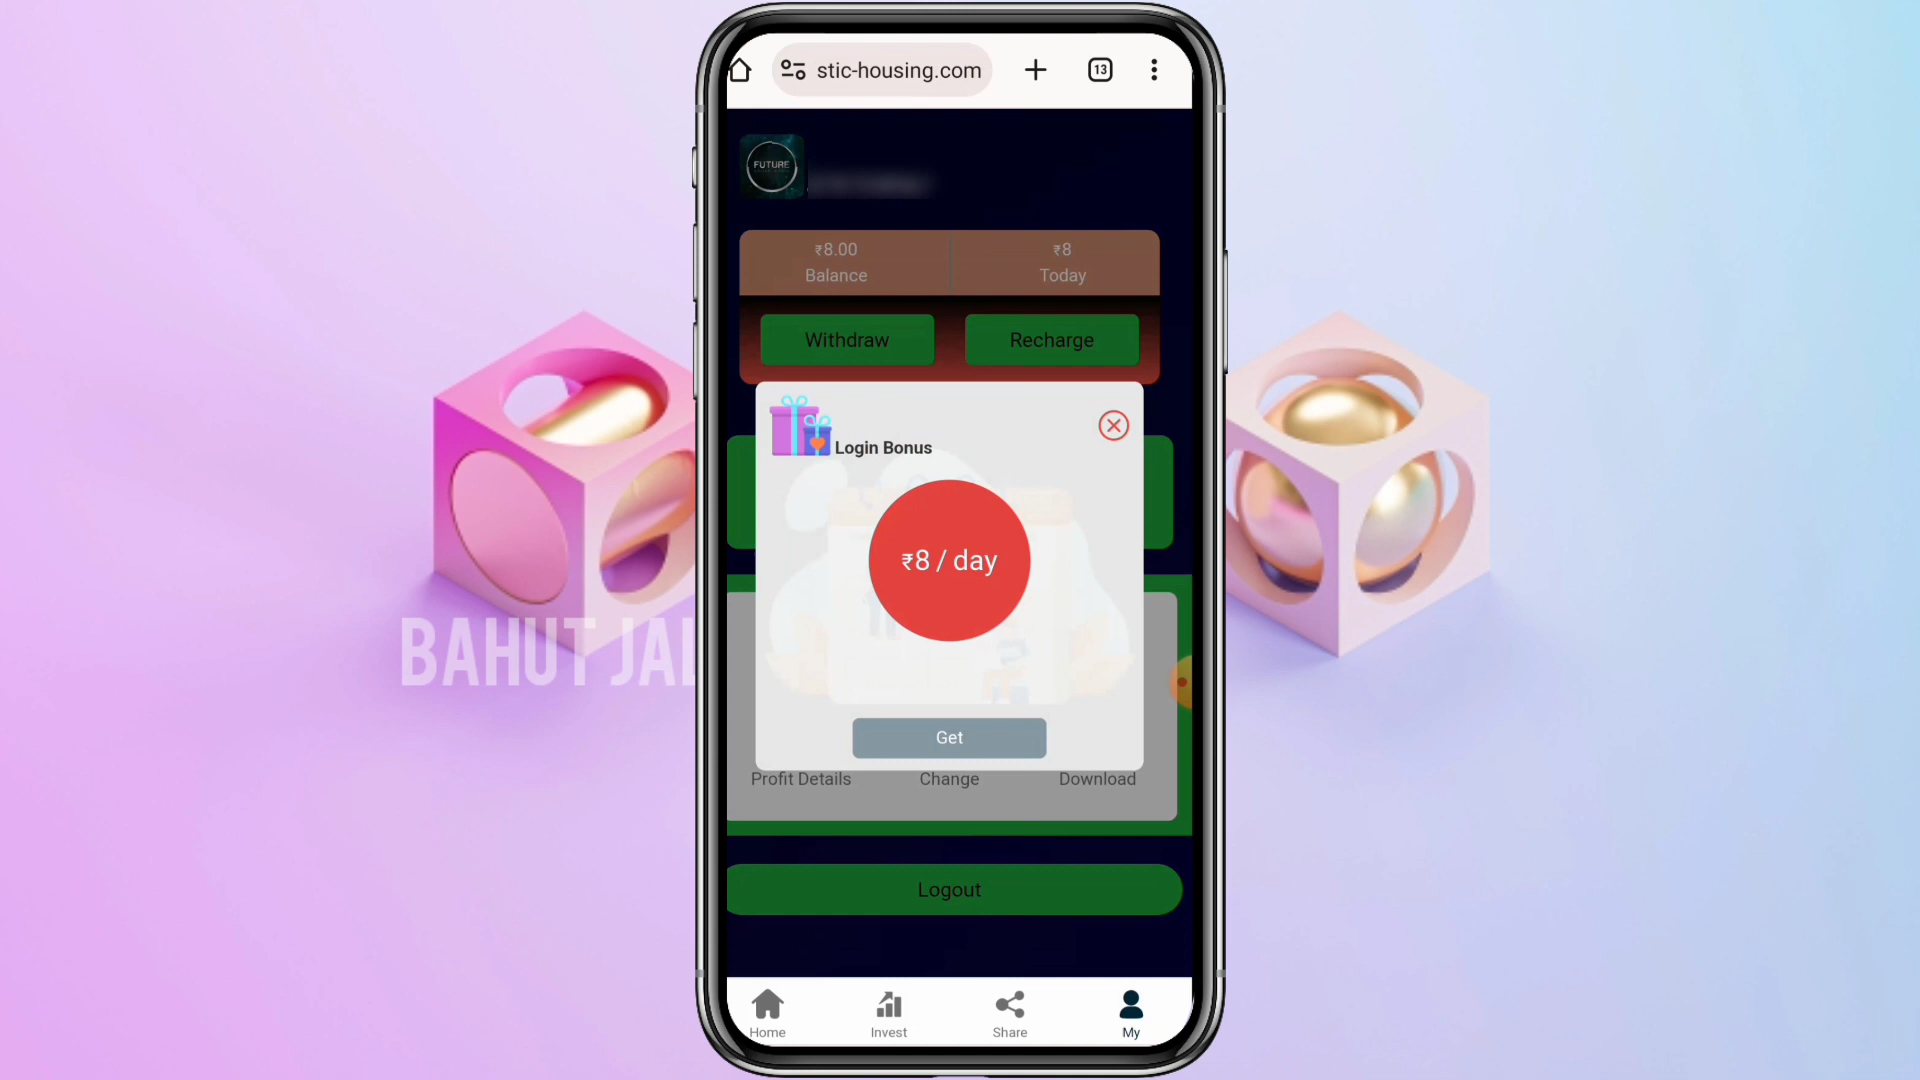 stic-housing.com
13
FUTURE
₹8.00
Balance
₹8
Today
Withdraw
Recharge
Login Bonus
₹8 / day
Get
BAHUT JAL
Profit Details
Change
Download
Logout
Home
Invest
Share
My